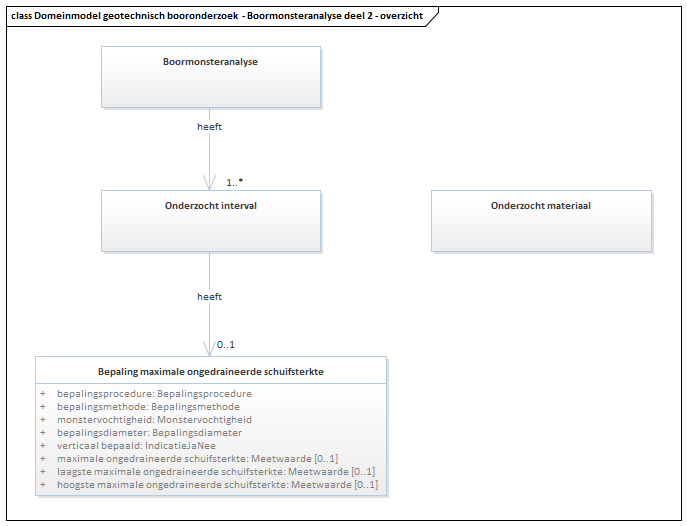 class Domeinmodel geotechnisch booronderzoek - Boormonsteranalyse deel 2 - overzicht
Boormonsteranalyse
heeft
1..*
Onderzocht interval
Onderzocht materiaal
heeft
0..1
Bepaling maximale ongedraineerde schuifsterkte
+ bepalingsprocedure: Bepalingsprocedure
+ bepalingsmethode: Bepalingsmethode
+ monstervochtigheid: Monstervochtigheid
+ bepalingsdiameter: Bepalingsdiameter
+ verticaal bepaald: IndicatieJaNee
+ maximale ongedraineerde schuifsterkte: Meetwaarde [0..1]
+ laagste maximale ongedraineerde schuifsterkte: Meetwaarde [0..1]
+ hoogste maximale ongedraineerde schuifsterkte: Meetwaarde [0..1]